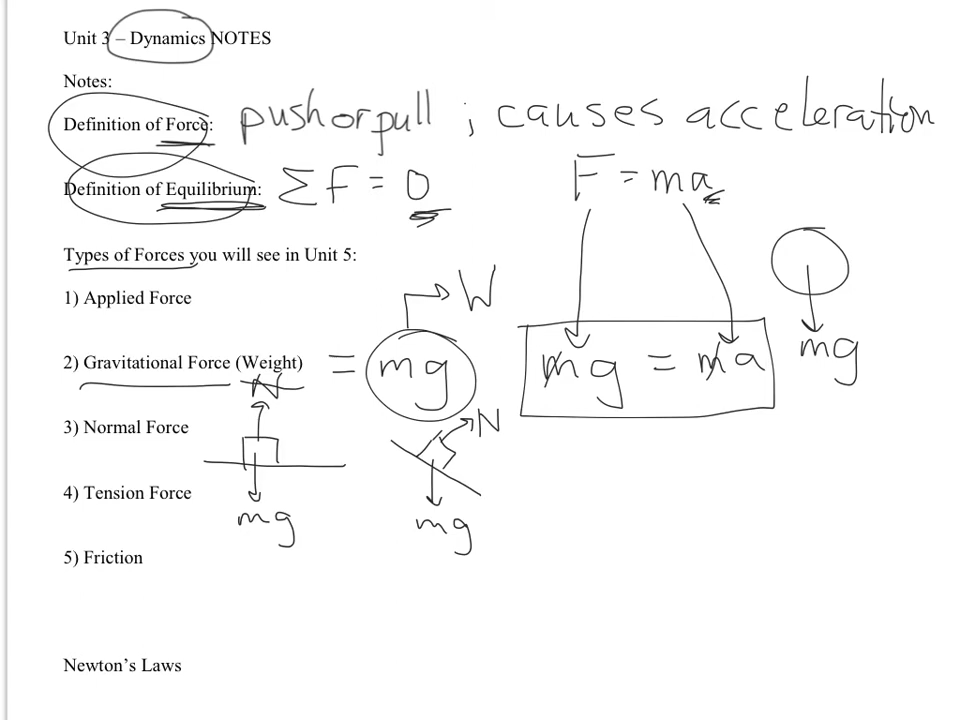 Unit 3 – Dynamics NOTES
Notes:
Definition of Force: push or pull ; causes acceleration
Definition of Equilibrium: ΣF = 0 F = ma
Types of Forces you will see in Unit 5:
W
1) Applied Force
2) Gravitational Force (Weight) = mg mg = ma mg
N
3) Normal Force N
4) Tension Force
mg mg
5) Friction
Newton's Laws